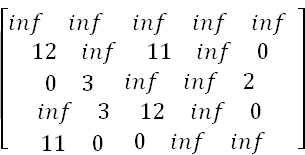 inf inf inf inf inf
12 inf 11 inf 0
0 3 inf inf 2
inf 3 12 inf 0
11 0 0 inf inf